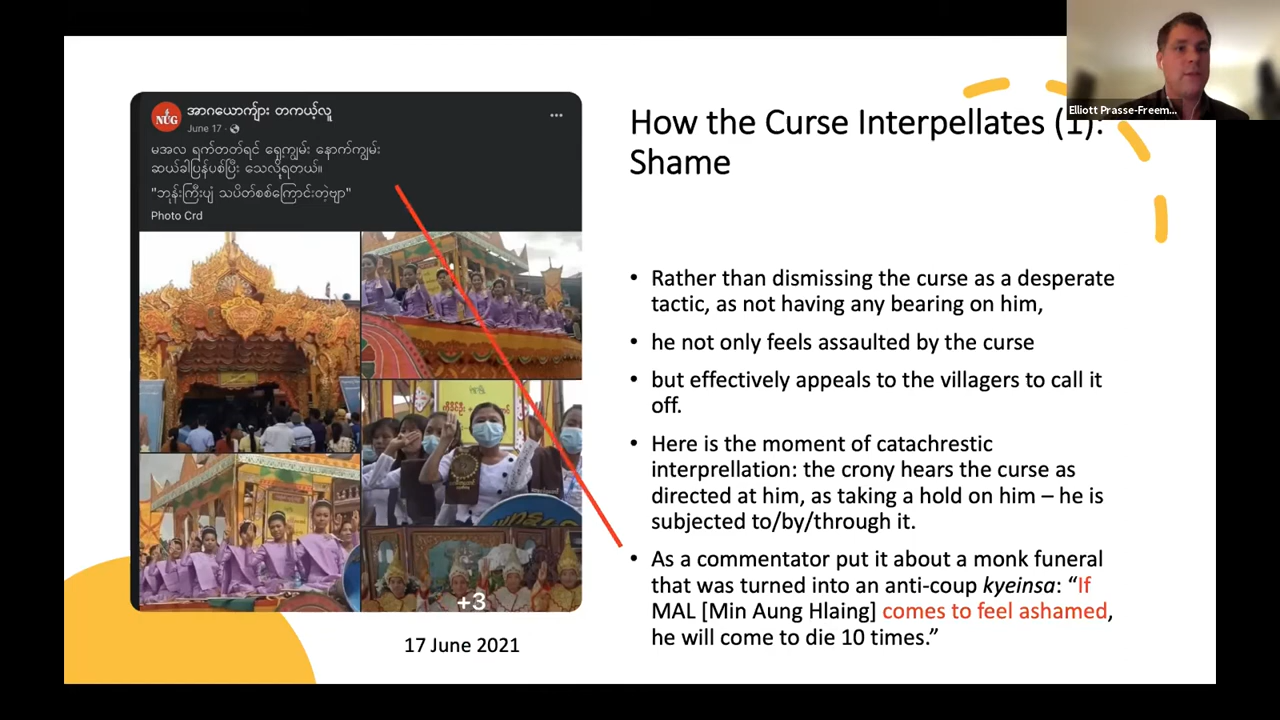 Elliott Prasse-Freem...
NUG
အာဂယောကျ်ား တကယ့်လူ
June 17 ·
...
မအလ ရှက်တတ်ရင် ရှေ့ကျွမ်း နောက်ကျွမ်း
ဆယ်ခါပြန်ပစ်ပြီး သေလို့ရတယ်။
"ဘုန်းကြီးပျံ သပိတ်စစ်ကြောင်းတဲ့ဗျာ"
Photo Crd
+3
17 June 2021
How the Curse Interpellates (1):
Shame
• Rather than dismissing the curse as a desperate
tactic, as not having any bearing on him,
• he not only feels assaulted by the curse
• but effectively appeals to the villagers to call it
off.
• Here is the moment of catachrestic
interprellation: the crony hears the curse as
directed at him, as taking a hold on him – he is
subjected to/by/through it.
• As a commentator put it about a monk funeral
that was turned into an anti-coup kyeinsa: “If
MAL [Min Aung Hlaing] comes to feel ashamed,
he will come to die 10 times.”